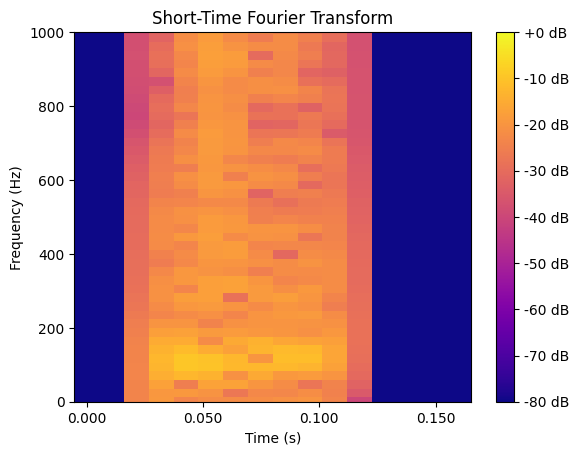 Short-Time Fourier Transform
1000
800
600
400
200
0
Frequency (Hz)
0.000
0.050
0.100
0.150
Time (s)
+0 dB
-10 dB
-20 dB
-30 dB
-40 dB
-50 dB
-60 dB
-70 dB
-80 dB